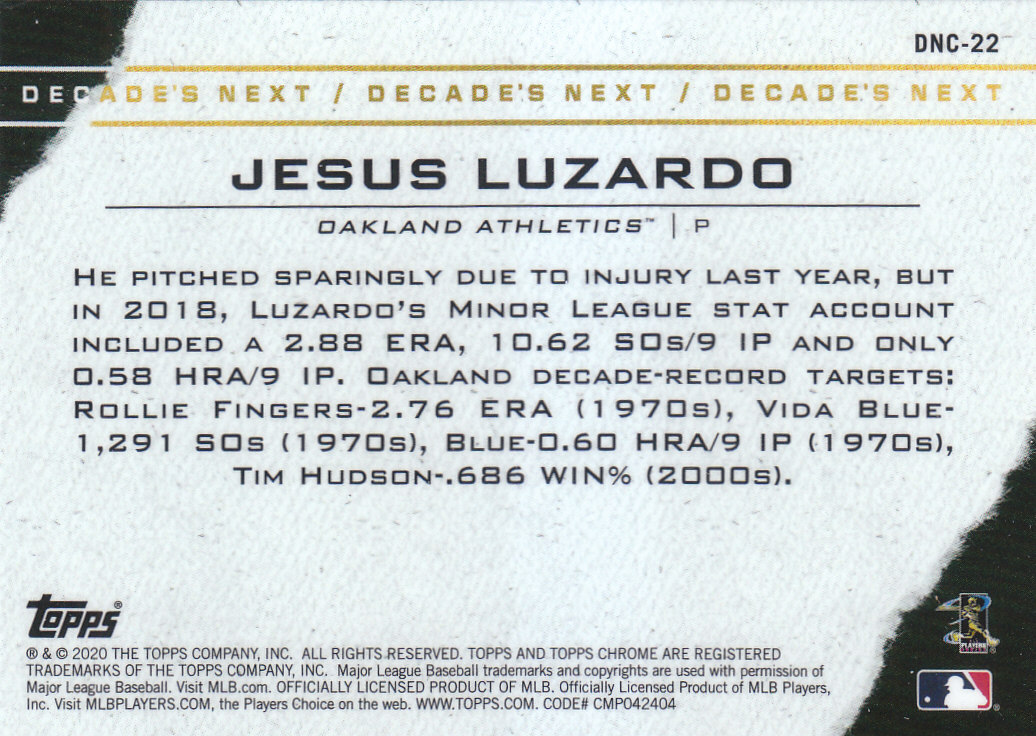 DNC-22
DECADE'S NEXT / DECADE'S NEXT / DECADE'S NEXT
JESUS LUZARDO
OAKLAND ATHLETICS™ | P
HE PITCHED SPARINGLY DUE TO INJURY LAST YEAR, BUT
IN 2018, LUZARDO'S MINOR LEAGUE STAT ACCOUNT
INCLUDED A 2.88 ERA, 10.62 SOs/9 IP AND ONLY
0.58 HRA/9 IP. OAKLAND DECADE-RECORD TARGETS:
ROLLIE FINGERS-2.76 ERA (1970s), VIDA BLUE-
1,291 SOs (1970s), BLUE-0.60 HRA/9 IP (1970s),
TIM HUDSON-.686 WIN% (2000s).
TOPPS®
® & © 2020 THE TOPPS COMPANY, INC. ALL RIGHTS RESERVED. TOPPS AND TOPPS CHROME ARE REGISTERED
TRADEMARKS OF THE TOPPS COMPANY, INC. Major League Baseball trademarks and copyrights are used with permission of
Major League Baseball. Visit MLB.com. OFFICIALLY LICENSED PRODUCT OF MLB. Officially Licensed Product of MLB Players,
Inc. Visit MLBPLAYERS.COM, the Players Choice on the web. WWW.TOPPS.COM. CODE# CMP042404
PLAYERS
®